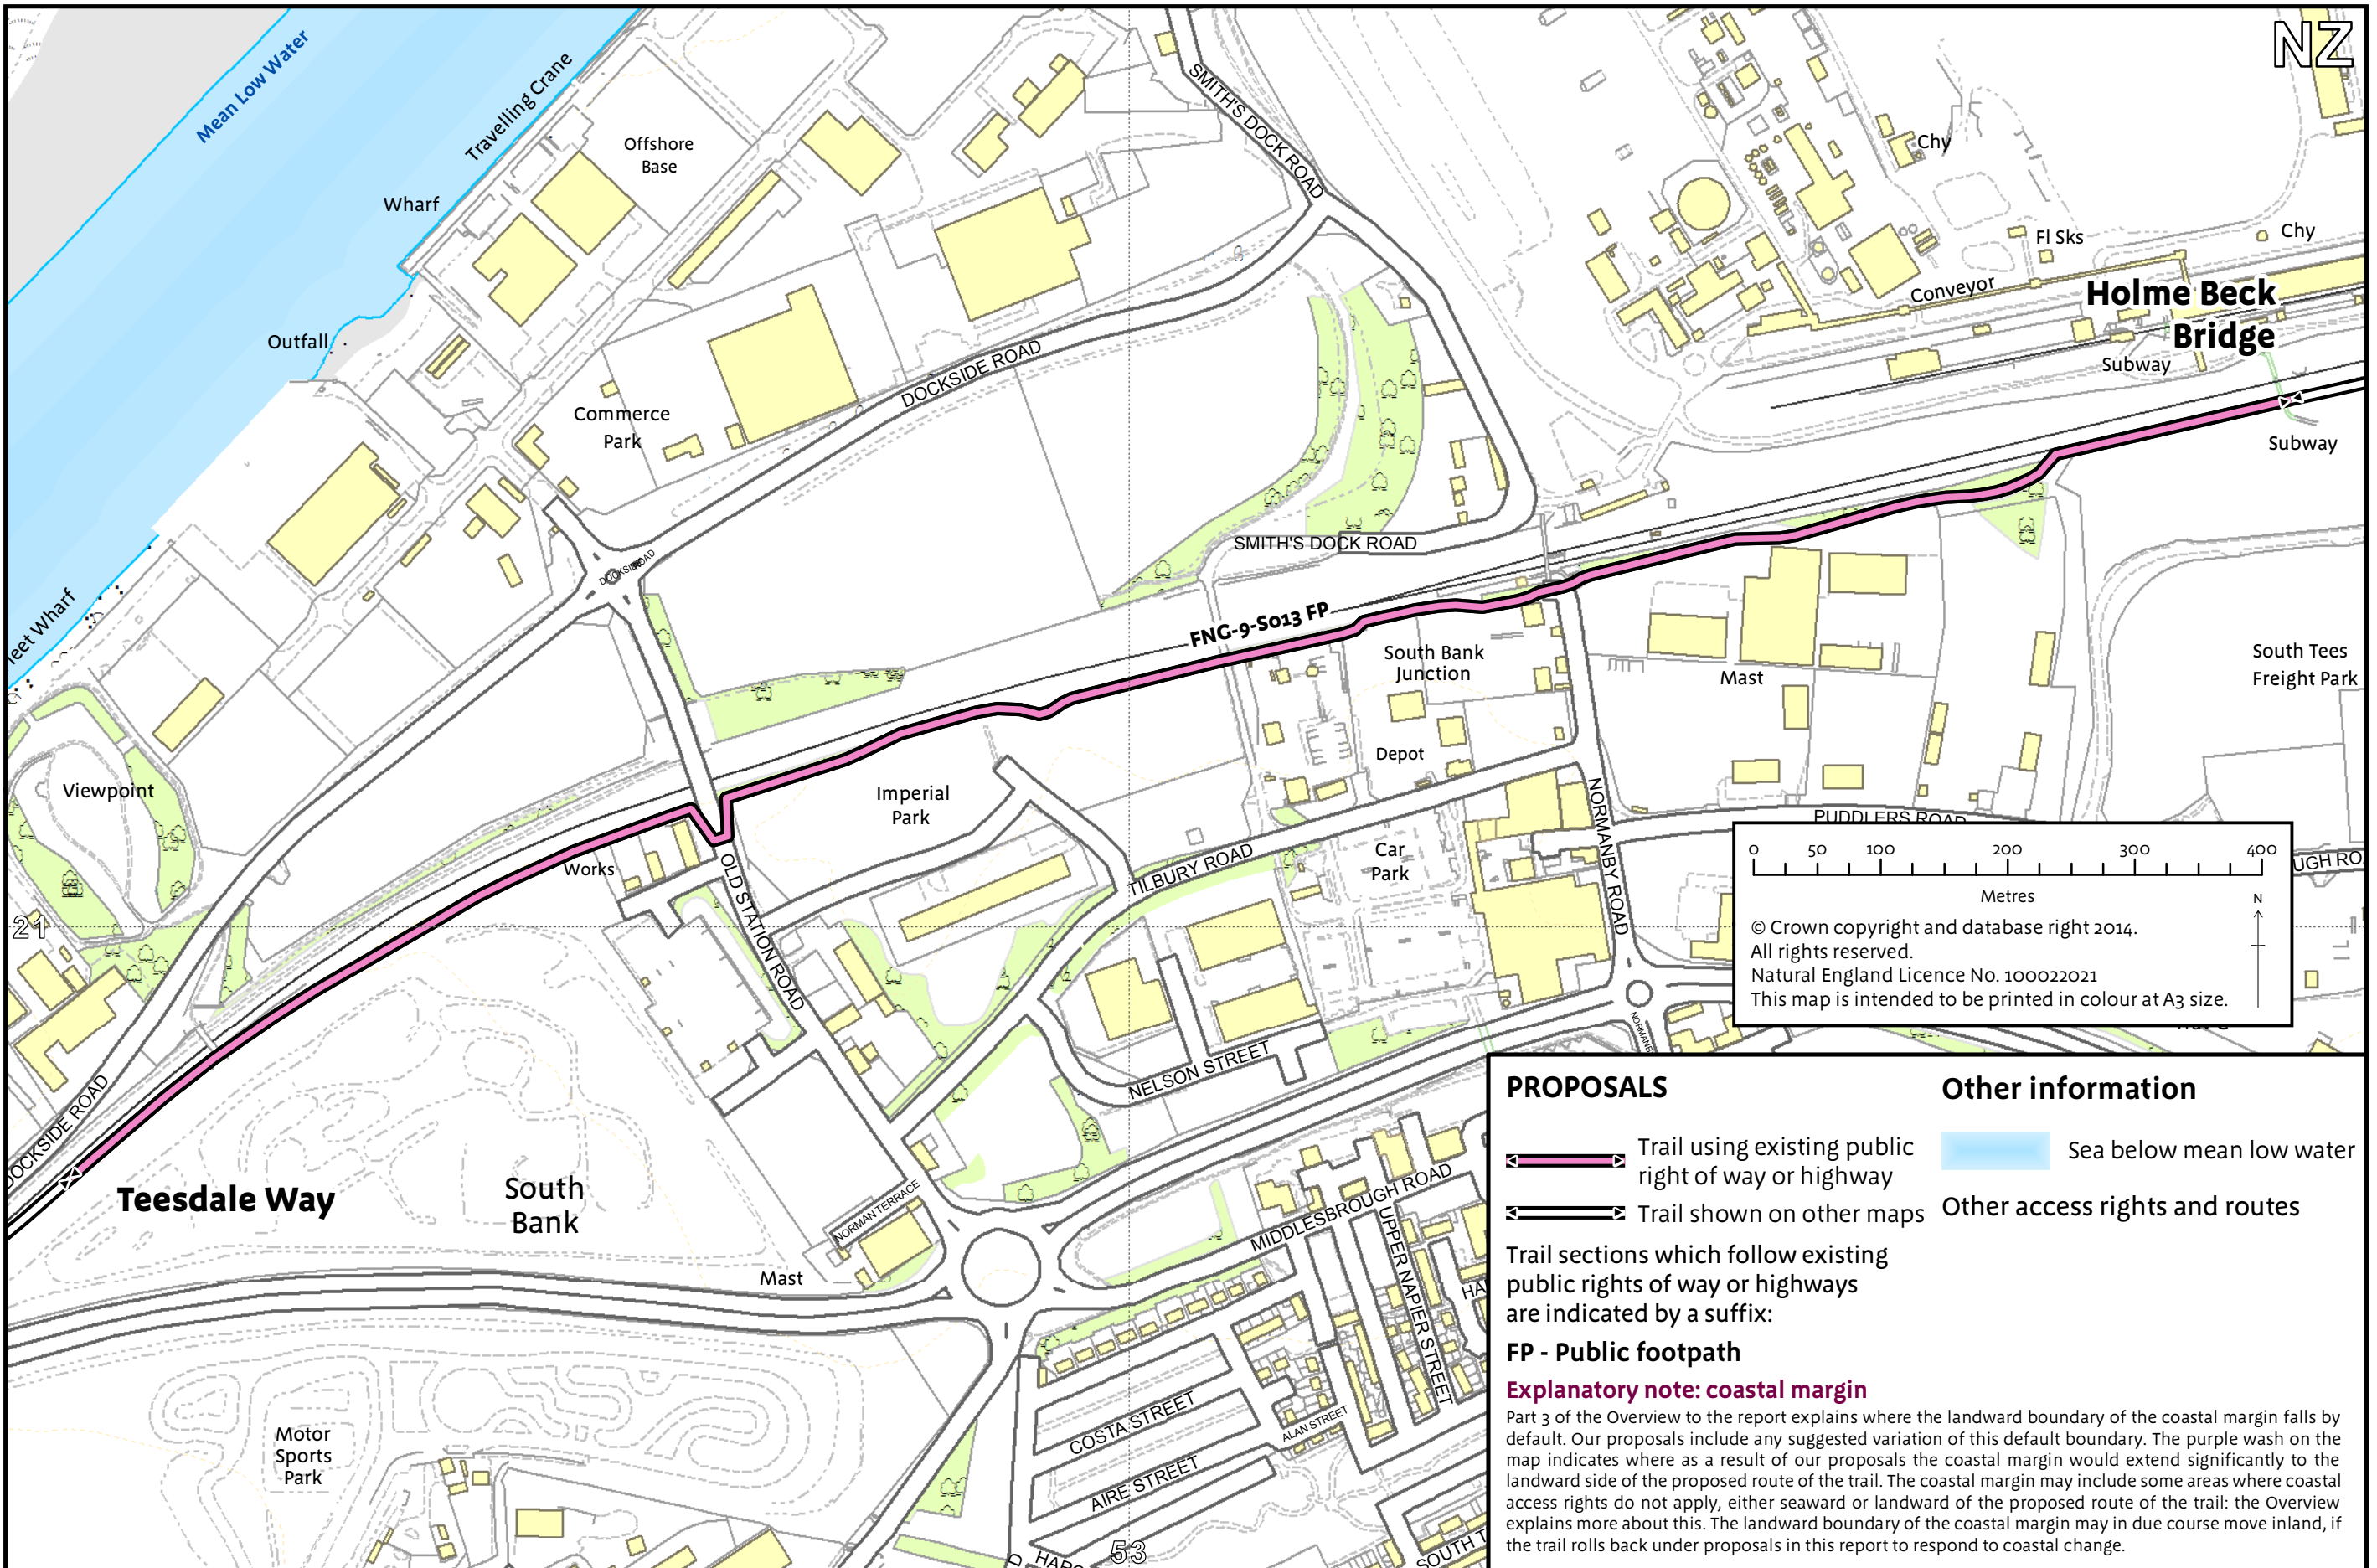 NZ
Mean Low Water
Travelling Crane
Offshore
Base
SMITH'S DOCK ROAD
Chy
Wharf
Fl Sks
Chy
Conveyor
Holme Beck
Bridge
Outfall
Subway
DOCKSIDE ROAD
Commerce
Park
Subway
SMITH'S DOCK ROAD
FNG-9-S013 FP
South Bank
Junction
South Tees
Freight Park
Mast
Depot
Viewpoint
Imperial
Park
NORMANBY ROAD
PUDDLERS ROAD
Works
OLD STATION ROAD
TILBURY ROAD
Car
Park
21
0 50 100 200 300 400
Metres
N
© Crown copyright and database right 2014.
All rights reserved.
Natural England Licence No. 100022021
This map is intended to be printed in colour at A3 size.
NELSON STREET
DOCKSIDE ROAD
Teesdale Way
South
Bank
NORMAN TERRACE
Mast
MIDDLESBROUGH ROAD
UPPER NAPIER STREET
COSTA STREET
ALAN STREET
AIRE STREET
Motor
Sports
Park
53
PROPOSALS
Trail using existing public
right of way or highway
Trail shown on other maps
Trail sections which follow existing
public rights of way or highways
are indicated by a suffix:
FP - Public footpath
Other information
Sea below mean low water
Other access rights and routes
Explanatory note: coastal margin
Part 3 of the Overview to the report explains where the landward boundary of the coastal margin falls by
default. Our proposals include any suggested variation of this default boundary. The purple wash on the
map indicates where as a result of our proposals the coastal margin would extend significantly to the
landward side of the proposed route of the trail. The coastal margin may include some areas where coastal
access rights do not apply, either seaward or landward of the proposed route of the trail: the Overview
explains more about this. The landward boundary of the coastal margin may in due course move inland, if
the trail rolls back under proposals in this report to respond to coastal change.